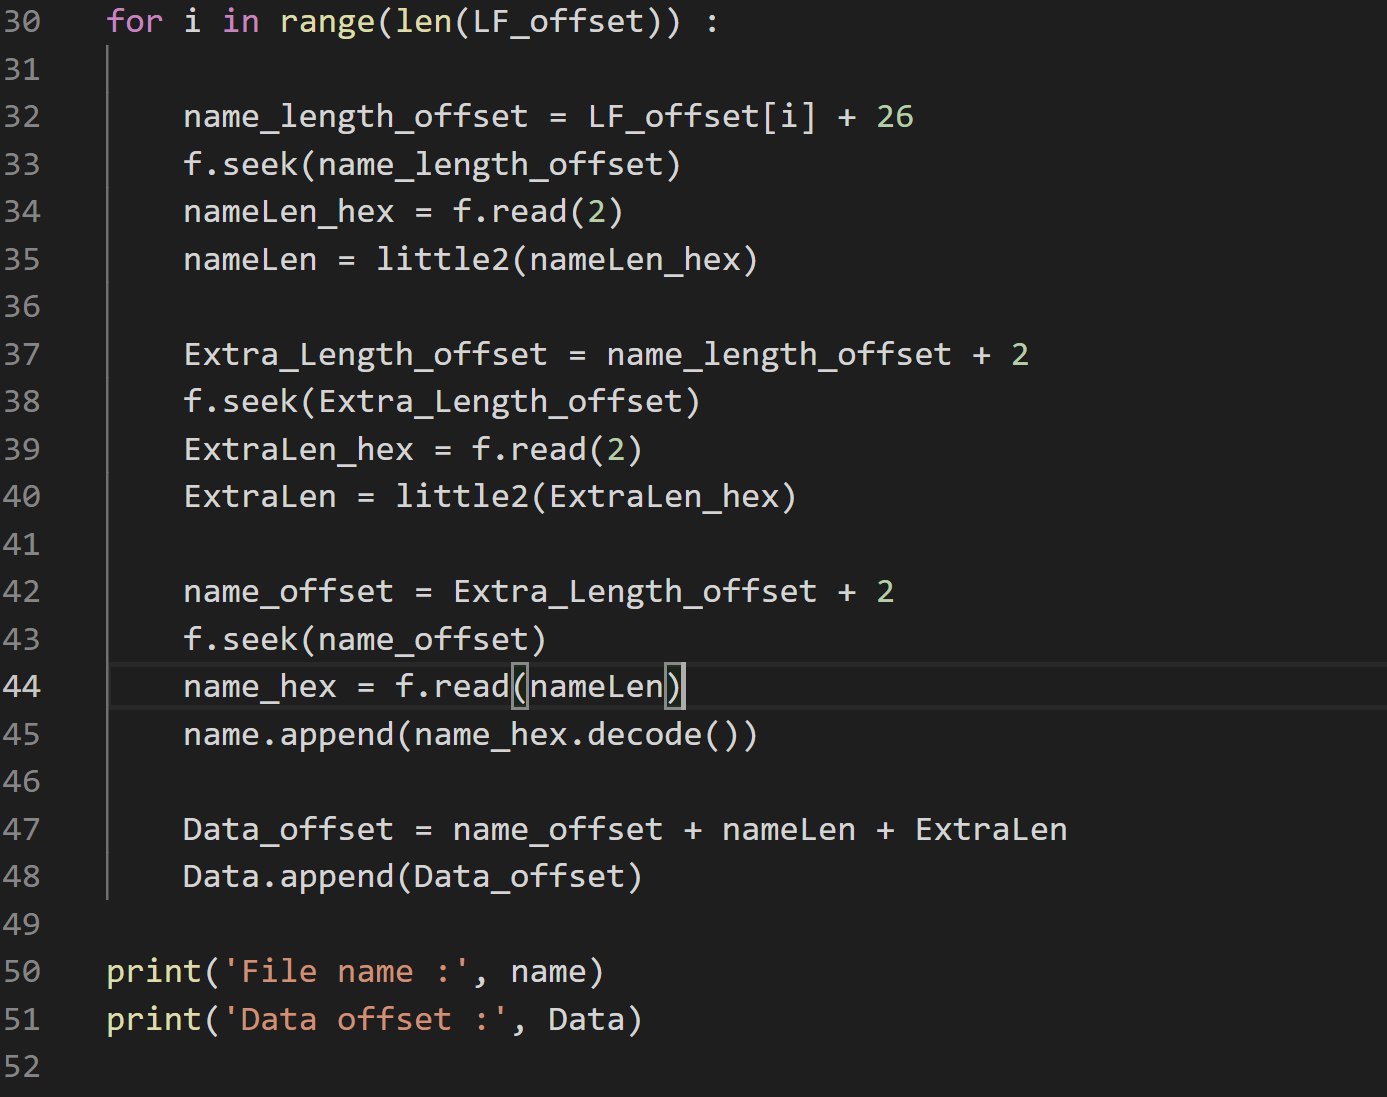 30 for i in range(len(LF_offset)) :
31
32 name_length_offset = LF_offset[i] + 26
33 f.seek(name_length_offset)
34 nameLen_hex = f.read(2)
35 nameLen = little2(nameLen_hex)
36
37 Extra_Length_offset = name_length_offset + 2
38 f.seek(Extra_Length_offset)
39 ExtraLen_hex = f.read(2)
40 ExtraLen = little2(ExtraLen_hex)
41
42 name_offset = Extra_Length_offset + 2
43 f.seek(name_offset)
44 name_hex = f.read(nameLen)
45 name.append(name_hex.decode())
46
47 Data_offset = name_offset + nameLen + ExtraLen
48 Data.append(Data_offset)
49
50 print('File name :', name)
51 print('Data offset :', Data)
52